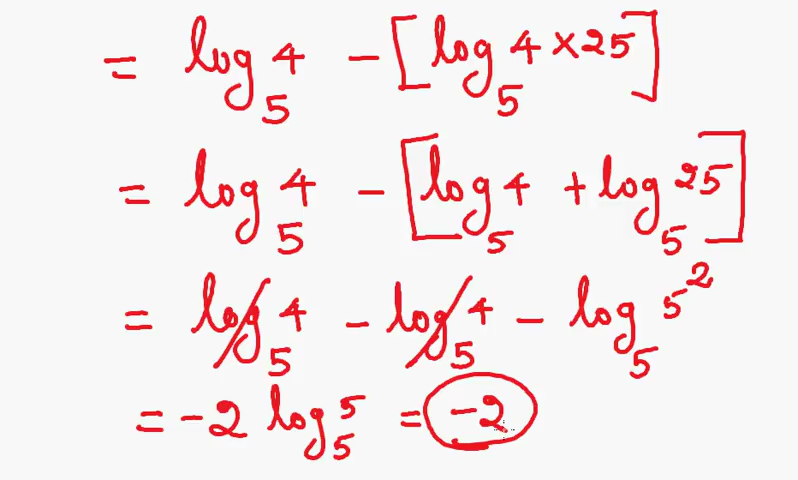 = log₅ 4 - [log₅ 4 × 25]
= log₅ 4 - [log₅ 4 + log₅ 25]
= log₅ 4 - log₅ 4 - log₅ 5²
= -2 log₅ 5 = -2